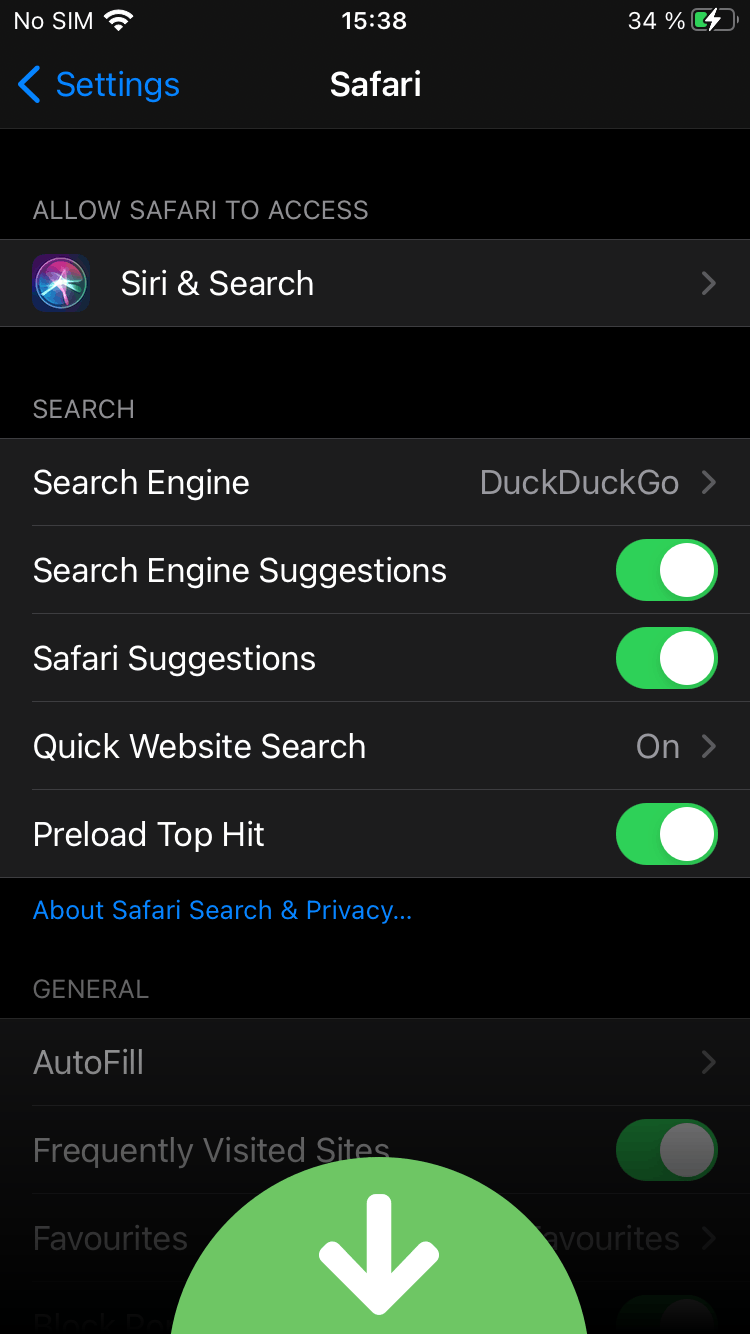 No SIM 15:38 34 %
Settings Safari
ALLOW SAFARI TO ACCESS
Siri & Search
SEARCH
Search Engine DuckDuckGo
Search Engine Suggestions
Safari Suggestions
Quick Website Search On
Preload Top Hit
About Safari Search & Privacy...
GENERAL
AutoFill
Frequently Visited Sites
Favourites avourites
Block